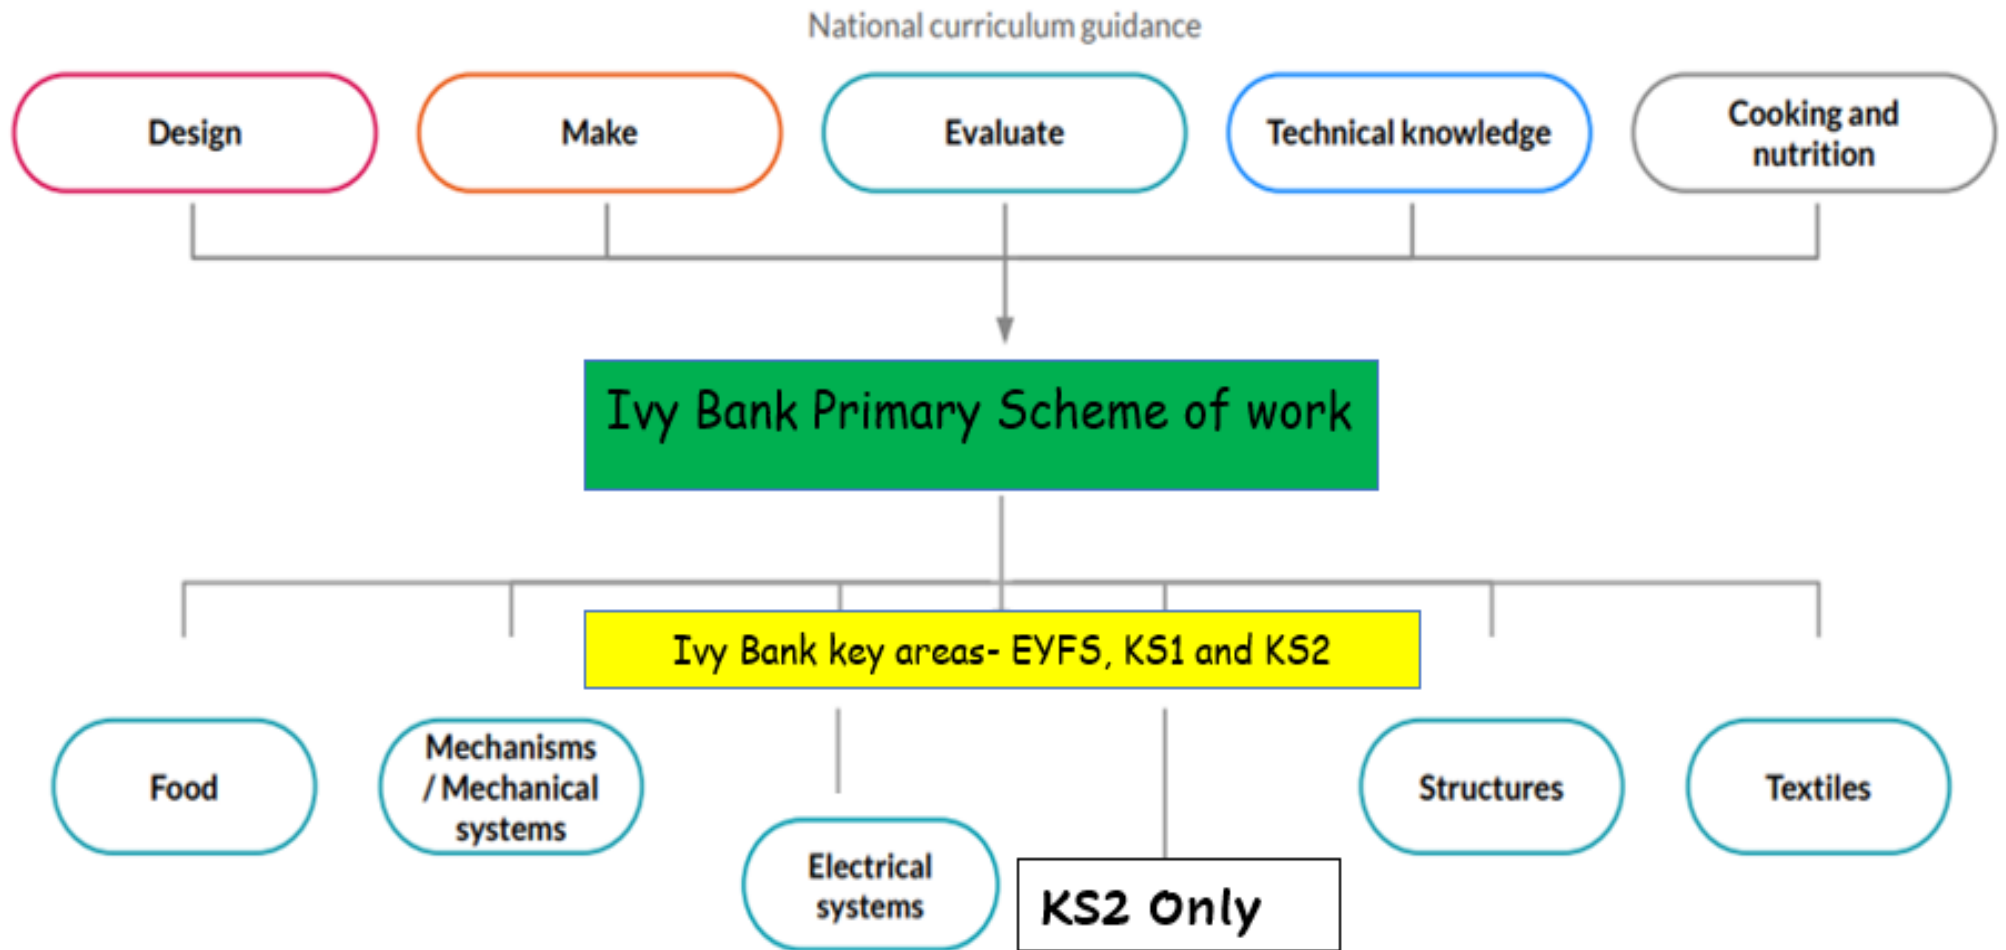 National curriculum guidance
Design
Make
Evaluate
Technical knowledge
Cooking and
nutrition
Ivy Bank Primary Scheme of work
Ivy Bank key areas- EYFS, KS1 and KS2
Food
Mechanisms
/ Mechanical
systems
Electrical
systems
KS2 Only
Structures
Textiles